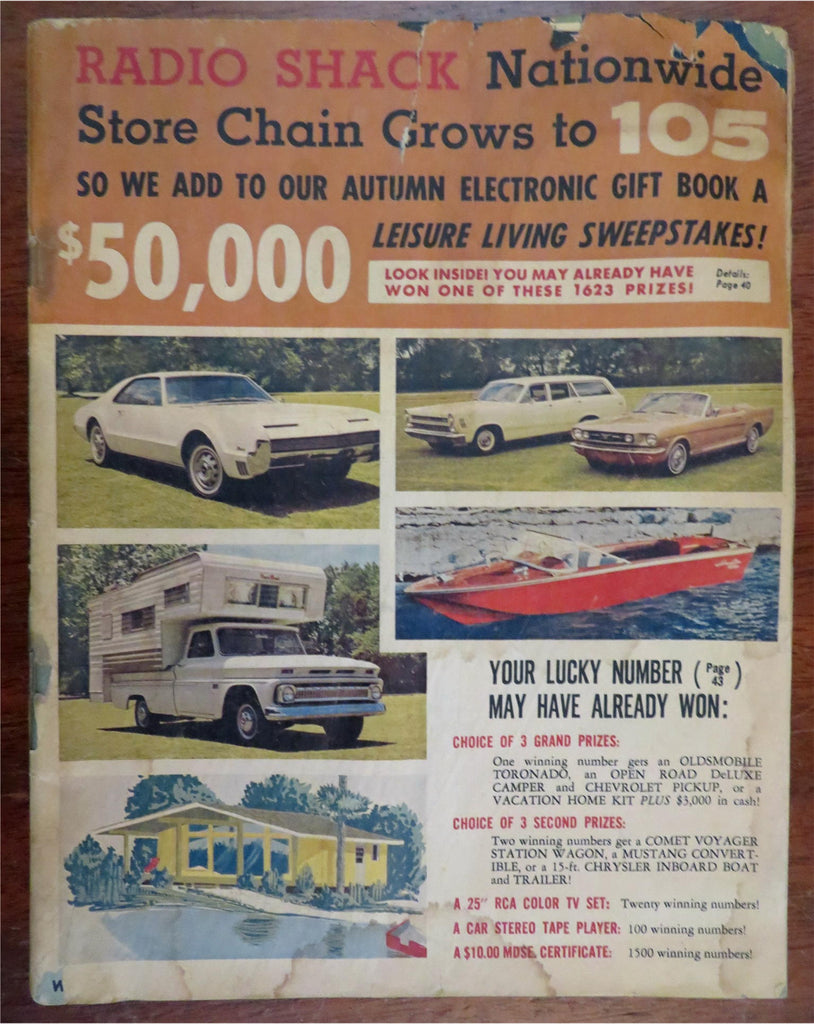 RADIO SHACK Nationwide
Store Chain Grows to 105
SO WE ADD TO OUR AUTUMN ELECTRONIC GIFT BOOK A
$50,000
LEISURE LIVING SWEEPSTAKES!
LOOK INSIDE! YOU MAY ALREADY HAVE
WON ONE OF THESE 1623 PRIZES!
Details:
Page 40
YOUR LUCKY NUMBER (Page 43)
MAY HAVE ALREADY WON:
CHOICE OF 3 GRAND PRIZES:
One winning number gets an OLDSMOBILE
TORONADO, an OPEN ROAD DeLUXE
CAMPER and CHEVROLET PICKUP, or a
VACATION HOME KIT PLUS $3,000 in cash!
CHOICE OF 3 SECOND PRIZES:
Two winning numbers get a COMET VOYAGER
STATION WAGON, a MUSTANG CONVERT-
IBLE, or a 15-ft. CHRYSLER INBOARD BOAT
and TRAILER!
A 25" RCA COLOR TV SET: Twenty winning numbers!
A CAR STEREO TAPE PLAYER: 100 winning numbers!
A $10.00 MDSE. CERTIFICATE: 1500 winning numbers!
W